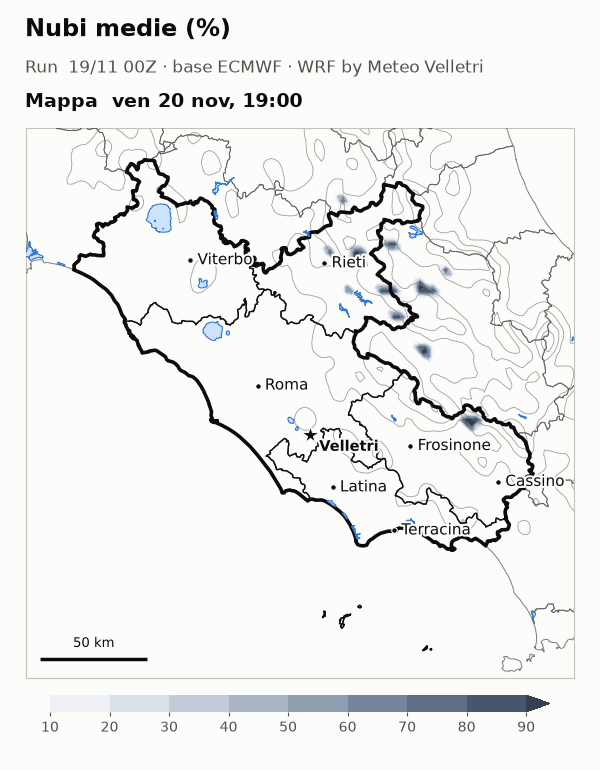 Nubi medie (%)
Run 19/11 00Z · base ECMWF · WRF by Meteo Velletri
Mappa ven 20 nov, 19:00
Viterbo
Rieti
Roma
Velletri
Frosinone
Cassino
Latina
Terracina
50 km
10 20 30 40 50 60 70 80 90